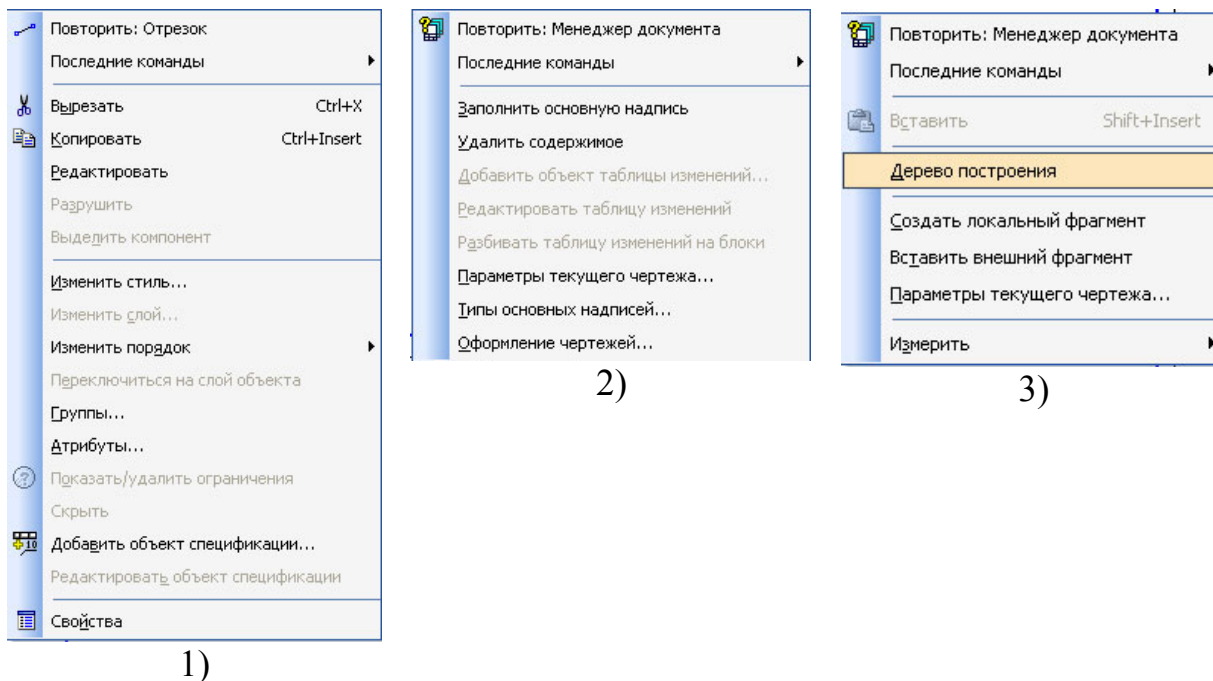 Повторить: Отрезок
Последние команды
Вырезать Ctrl+X
Копировать Ctrl+Insert
Редактировать
Разрушить
Выделить компонент
Изменить стиль...
Изменить слой...
Изменить порядок
Переключиться на слой объекта
Группы...
Атрибуты...
Показать/удалить ограничения
Скрыть
Добавить объект спецификации...
Редактировать объект спецификации
Свойства
1)
Повторить: Менеджер документа
Последние команды
Заполнить основную надпись
Удалить содержимое
Добавить объект таблицы изменений...
Редактировать таблицу изменений
Разбивать таблицу изменений на блоки
Параметры текущего чертежа...
Типы основных надписей...
Оформление чертежей...
2)
Повторить: Менеджер документа
Последние команды
Вставить Shift+Insert
Дерево построения
Создать локальный фрагмент
Вставить внешний фрагмент
Параметры текущего чертежа...
Измерить
3)